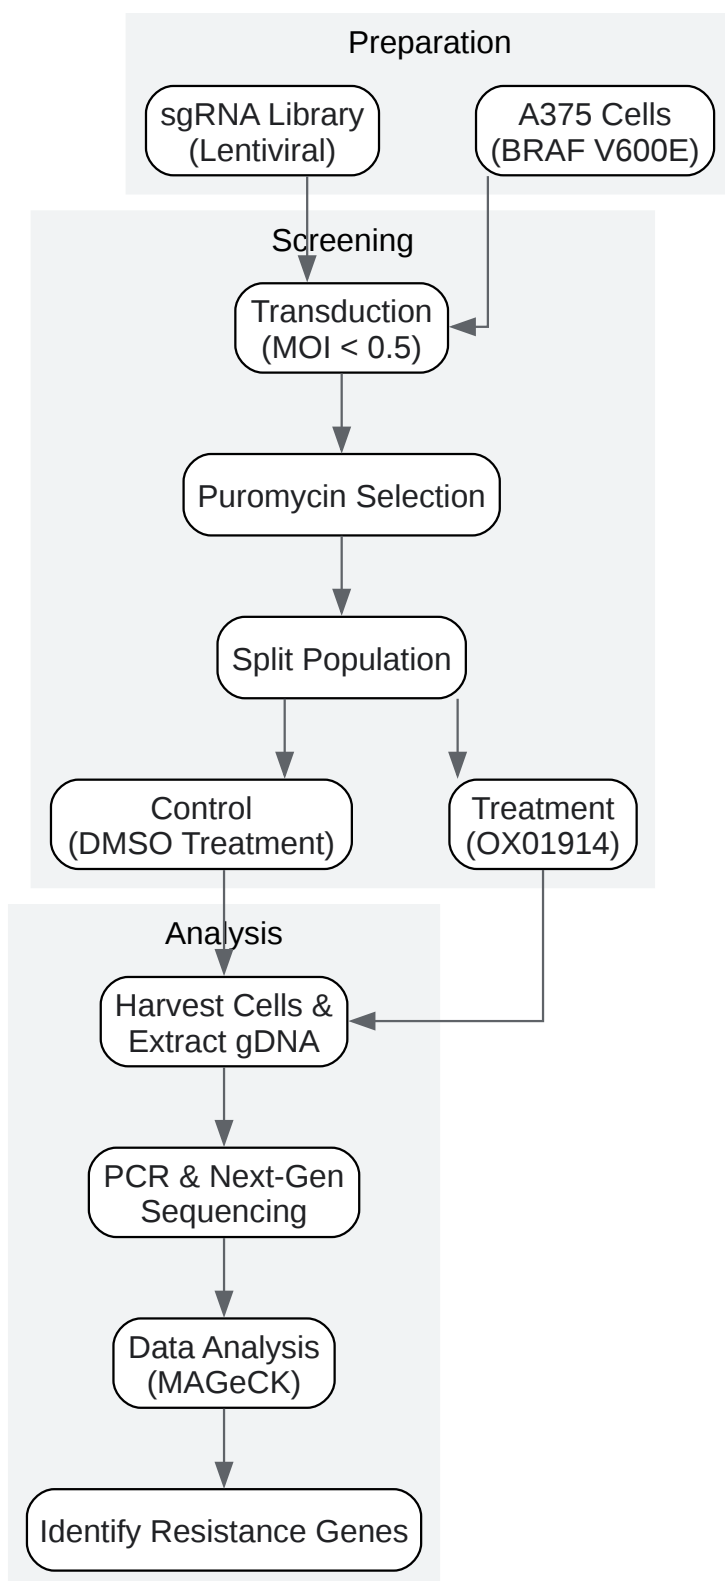 Preparation
sgRNA Library
(Lentiviral)
A375 Cells
(BRAF V600E)
Screening
Transduction
(MOI < 0.5)
Puromycin Selection
Split Population
Control
(DMSO Treatment)
Treatment
(OX01914)
Analysis
Harvest Cells &
Extract gDNA
PCR & Next-Gen
Sequencing
Data Analysis
(MAGeCK)
Identify Resistance Genes